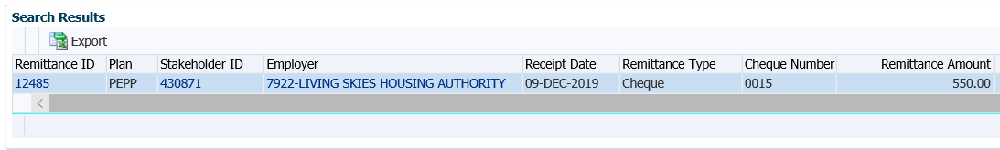 Search Results
Export
Remittance ID Plan Stakeholder ID Employer Receipt Date Remittance Type Cheque Number Remittance Amount
12485 PEPP 430871 7922-LIVING SKIES HOUSING AUTHORITY 09-DEC-2019 Cheque 0015 550.00